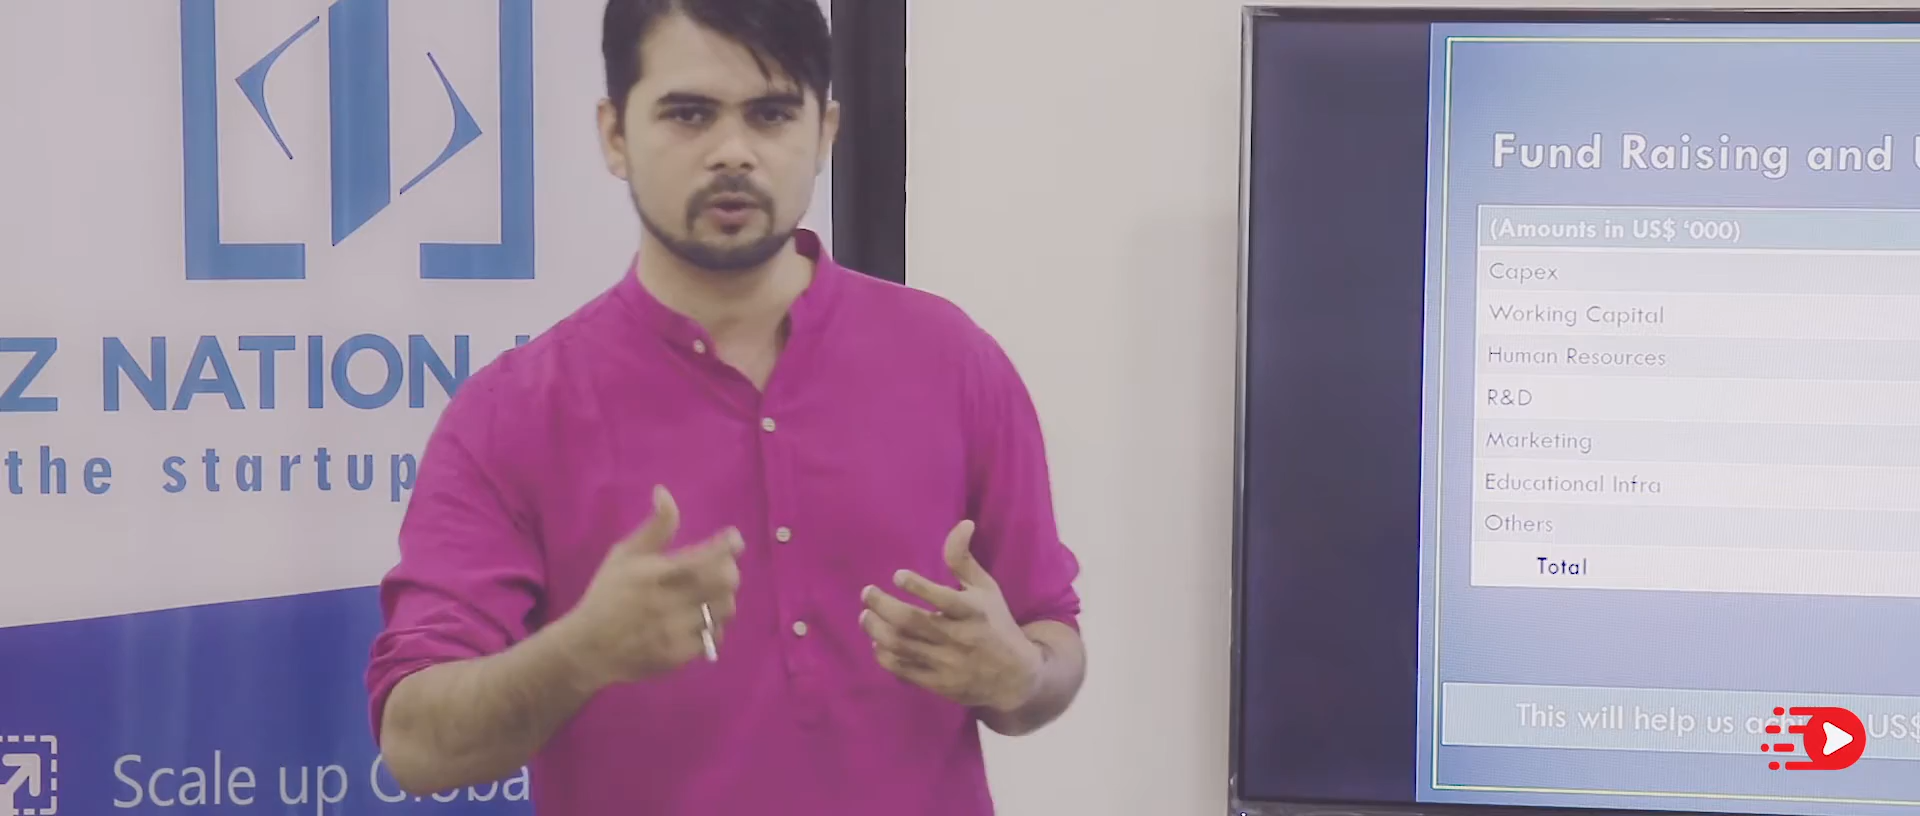 Z NATION
the startup
Scale up Globa
Fund Raising and
(Amounts in US$ ‘000)
Capex
Working Capital
Human Resources
R&D
Marketing
Educational Infra
Others
Total
This will help us US$